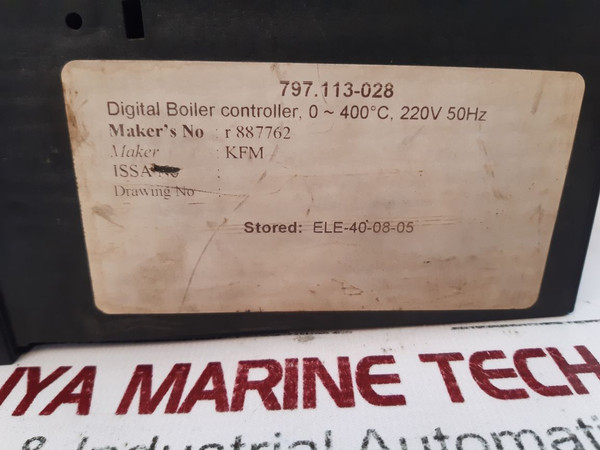 797.113-028
Digital Boiler controller, 0 ~ 400°C, 220V 50Hz
Maker's No : r 887762
Maker : KFM
ISSA No :
Drawing No :
Stored: ELE-40-08-05
IYA MARINE TECH
& Industrial Automati